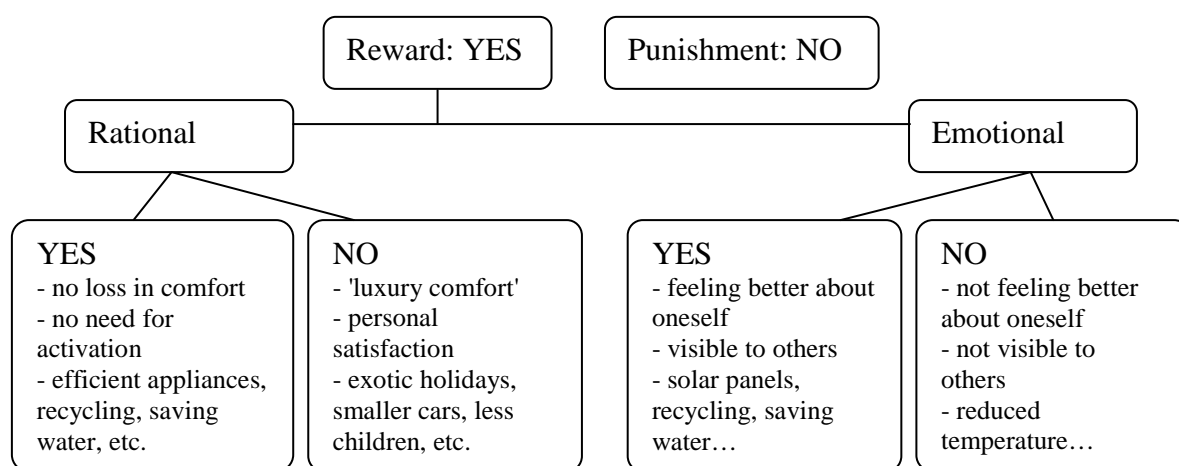 Reward: YES
Punishment: NO
Rational
Emotional
YES
- no loss in comfort
- no need for
activation
- efficient appliances,
recycling, saving
water, etc.
NO
- 'luxury comfort'
- personal
satisfaction
- exotic holidays,
smaller cars, less
children, etc.
YES
- feeling better about
oneself
- visible to others
- solar panels,
recycling, saving
water…
NO
- not feeling better
about oneself
- not visible to
others
- reduced
temperature…